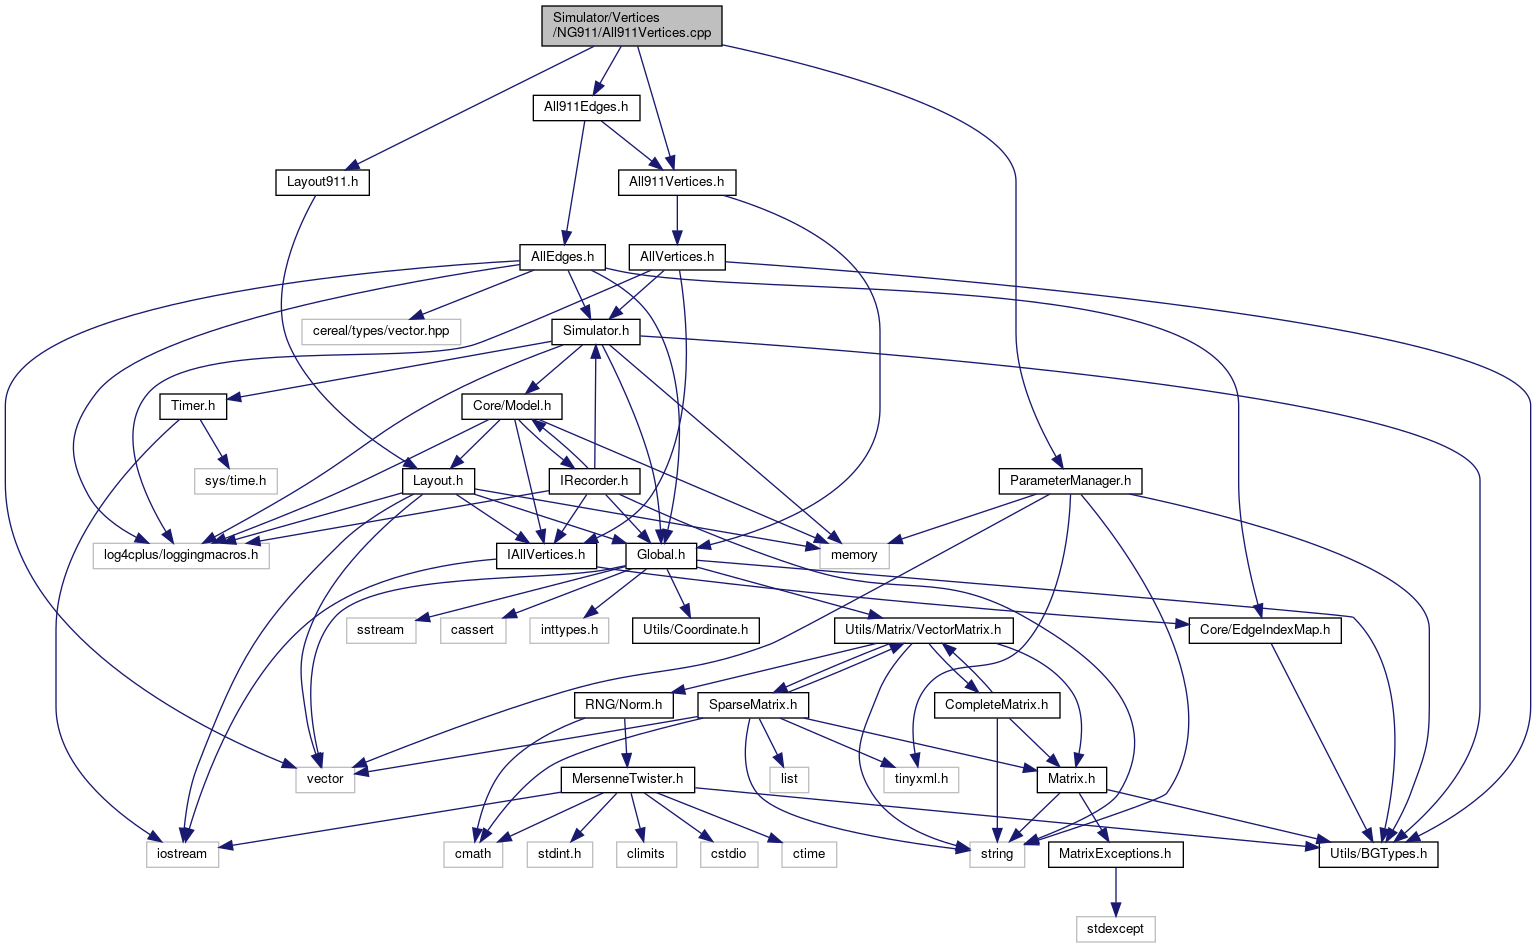 Simulator/Vertices
/NG911/All911Vertices.cpp
All911Edges.h
Layout911.h
All911Vertices.h
AllEdges.h
AllVertices.h
cereal/types/vector.hpp
Simulator.h
Timer.h
Core/Model.h
sys/time.h
Layout.h
IRecorder.h
ParameterManager.h
log4cplus/loggingmacros.h
IAllVertices.h
Global.h
memory
sstream
cassert
inttypes.h
Utils/Coordinate.h
Utils/Matrix/VectorMatrix.h
Core/EdgeIndexMap.h
RNG/Norm.h
SparseMatrix.h
CompleteMatrix.h
vector
MersenneTwister.h
list
tinyxml.h
Matrix.h
iostream
cmath
stdint.h
climits
cstdio
ctime
string
MatrixExceptions.h
Utils/BGTypes.h
stdexcept